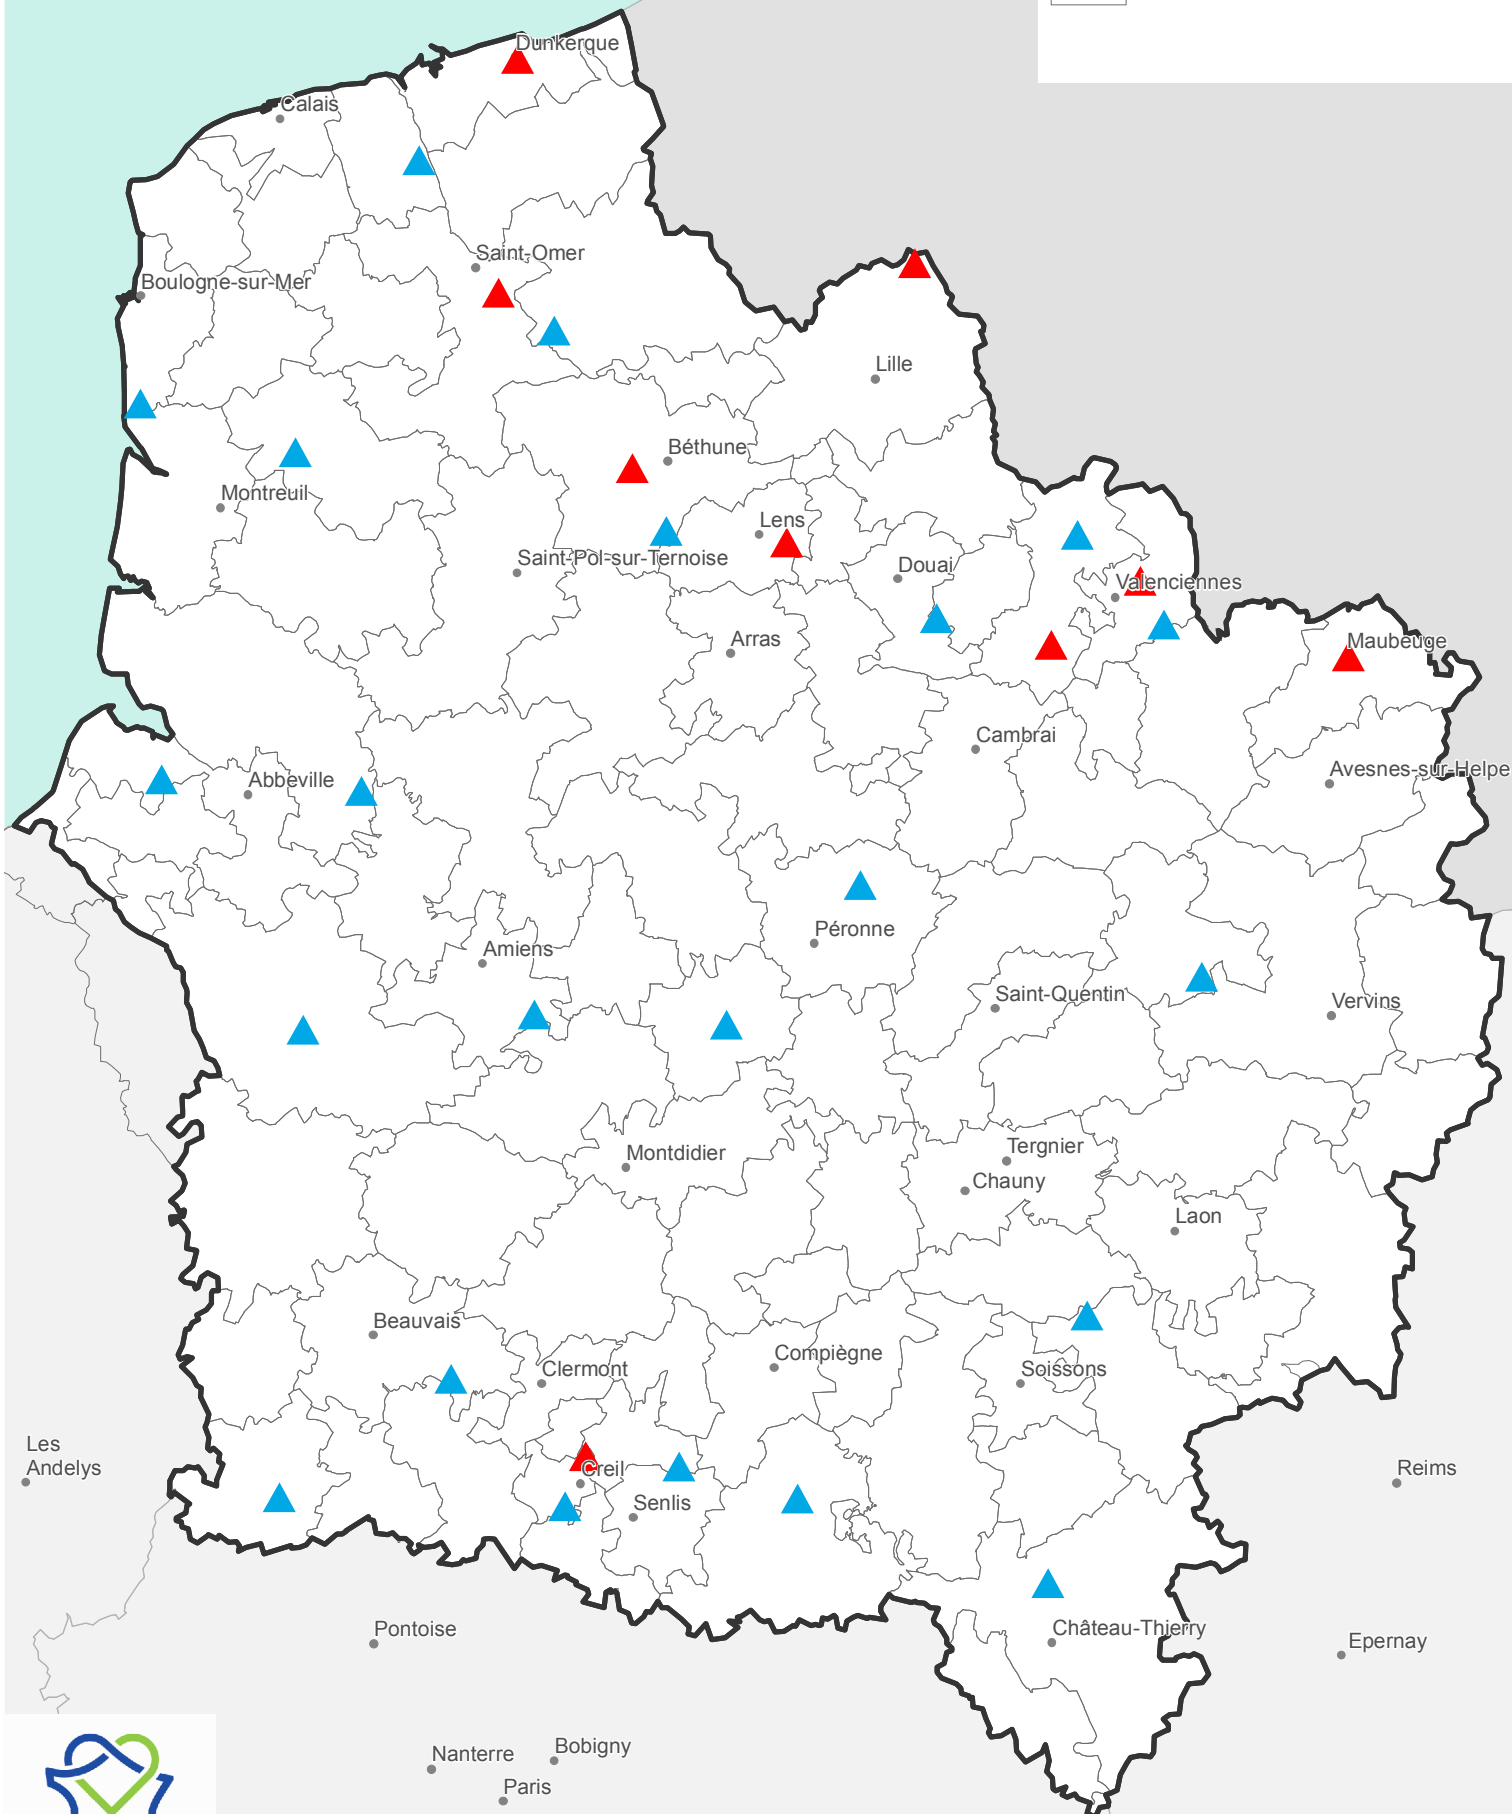 Dunkerque
Calais
Saint-Omer
Boulogne-sur-Mer
Lille
Béthune
Montreuil
Lens
Saint-Pol-sur-Ternoise
Douai
Valenciennes
Arras
Maubeuge
Cambrai
Avesnes-sur-Helpe
Abbeville
Péronne
Amiens
Saint-Quentin
Vervins
Montdidier
Tergnier
Chauny
Laon
Beauvais
Compiègne
Clermont
Soissons
Les
Andelys
Creil
Reims
Senlis
Pontoise
Château-Thierry
Epernay
Nanterre
Bobigny
Paris